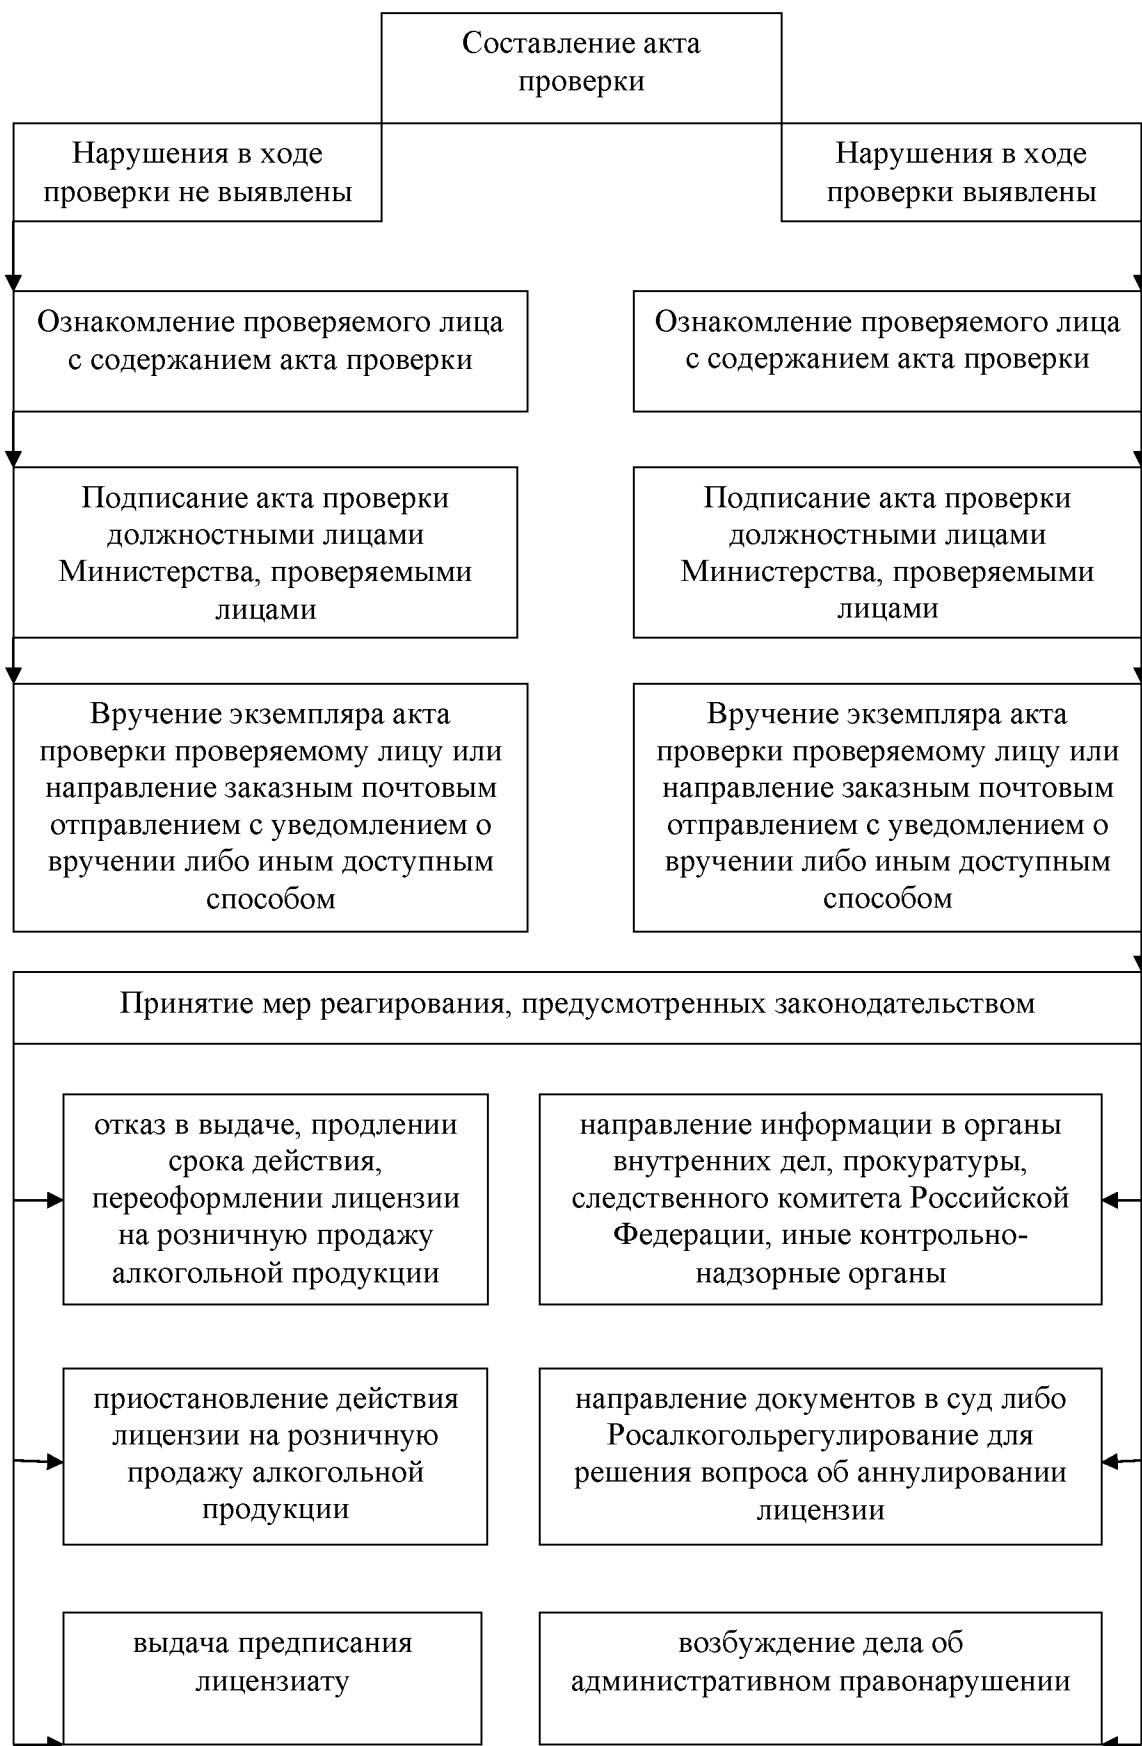 Составление акта
проверки
Нарушения в ходе
проверки не выявлены
Нарушения в ходе
проверки выявлены
Ознакомление проверяемого лица
с содержанием акта проверки
Ознакомление проверяемого лица
с содержанием акта проверки
Подписание акта проверки
должностными лицами
Министерства, проверяемыми
лицами
Подписание акта проверки
должностными лицами
Министерства, проверяемыми
лицами
Вручение экземпляра акта
проверки проверяемому лицу или
направление заказным почтовым
отправлением с уведомлением о
вручении либо иным доступным
способом
Вручение экземпляра акта
проверки проверяемому лицу или
направление заказным почтовым
отправлением с уведомлением о
вручении либо иным доступным
способом
Принятие мер реагирования, предусмотренных законодательством
отказ в выдаче, продлении
срока действия,
переоформлении лицензии
на розничную продажу
алкогольной продукции
направление информации в органы
внутренних дел, прокуратуры,
следственного комитета Российской
Федерации, иные контрольно-
надзорные органы
приостановление действия
лицензии на розничную
продажу алкогольной
продукции
направление документов в суд либо
Росалкогольрегулирование для
решения вопроса об аннулировании
лицензии
выдача предписания
лицензиату
возбуждение дела об
административном правонарушении